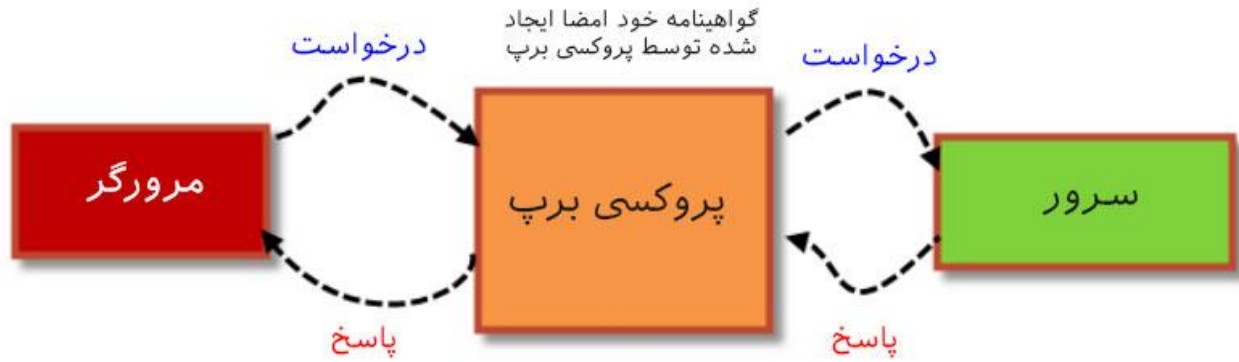 گواهینامه خود امضا ایجاد
شده توسط پروکسی برپ
درخواست
درخواست
مرورگر
پروکسی برپ
سرور
پاسخ
پاسخ